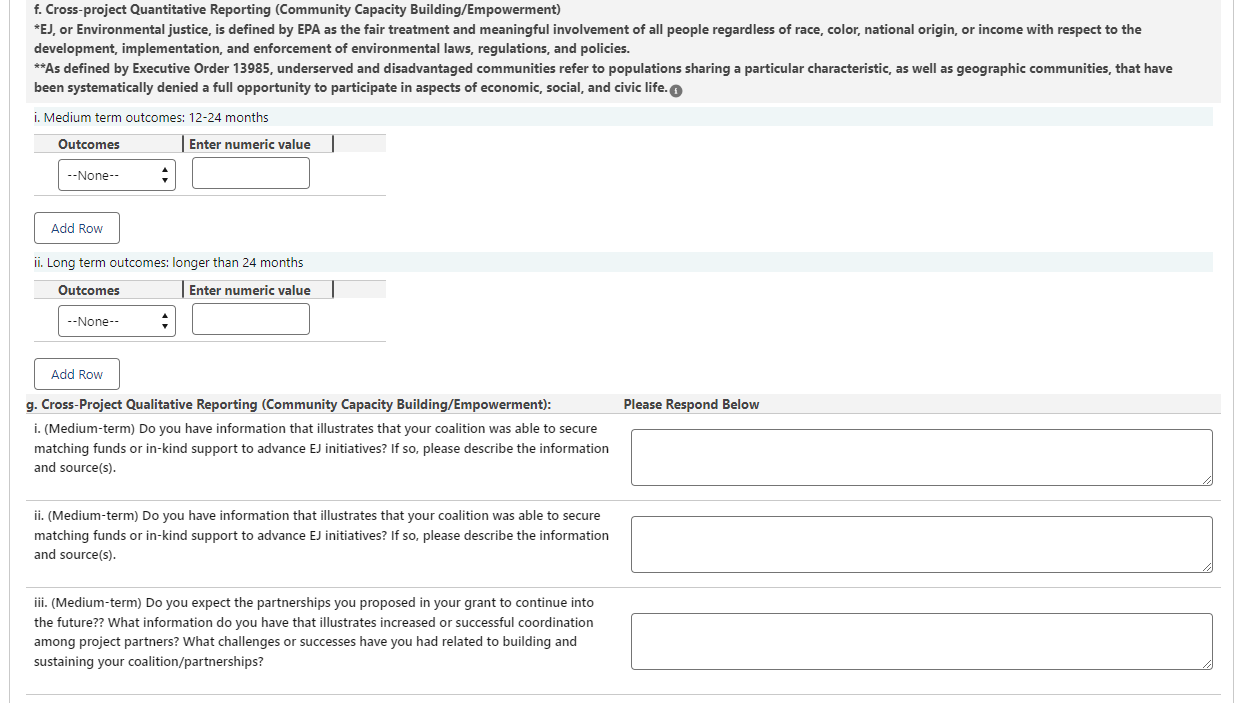 f. Cross-project Quantitative Reporting (Community Capacity Building/Empowerment)
*EJ, or Environmental justice, is defined by EPA as the fair treatment and meaningful involvement of all people regardless of race, color, national origin, or income with respect to the
development, implementation, and enforcement of environmental laws, regulations, and policies.
**As defined by Executive Order 13985, underserved and disadvantaged communities refer to populations sharing a particular characteristic, as well as geographic communities, that have
been systematically denied a full opportunity to participate in aspects of economic, social, and civic life.
i. Medium term outcomes: 12-24 months
Outcomes Enter numeric value
--None--
Add Row
ii. Long term outcomes: longer than 24 months
Outcomes Enter numeric value
--None--
Add Row
g. Cross-Project Qualitative Reporting (Community Capacity Building/Empowerment): Please Respond Below
i. (Medium-term) Do you have information that illustrates that your coalition was able to secure
matching funds or in-kind support to advance EJ initiatives? If so, please describe the information
and source(s).
ii. (Medium-term) Do you have information that illustrates that your coalition was able to secure
matching funds or in-kind support to advance EJ initiatives? If so, please describe the information
and source(s).
iii. (Medium-term) Do you expect the partnerships you proposed in your grant to continue into
the future?? What information do you have that illustrates increased or successful coordination
among project partners? What challenges or successes have you had related to building and
sustaining your coalition/partnerships?